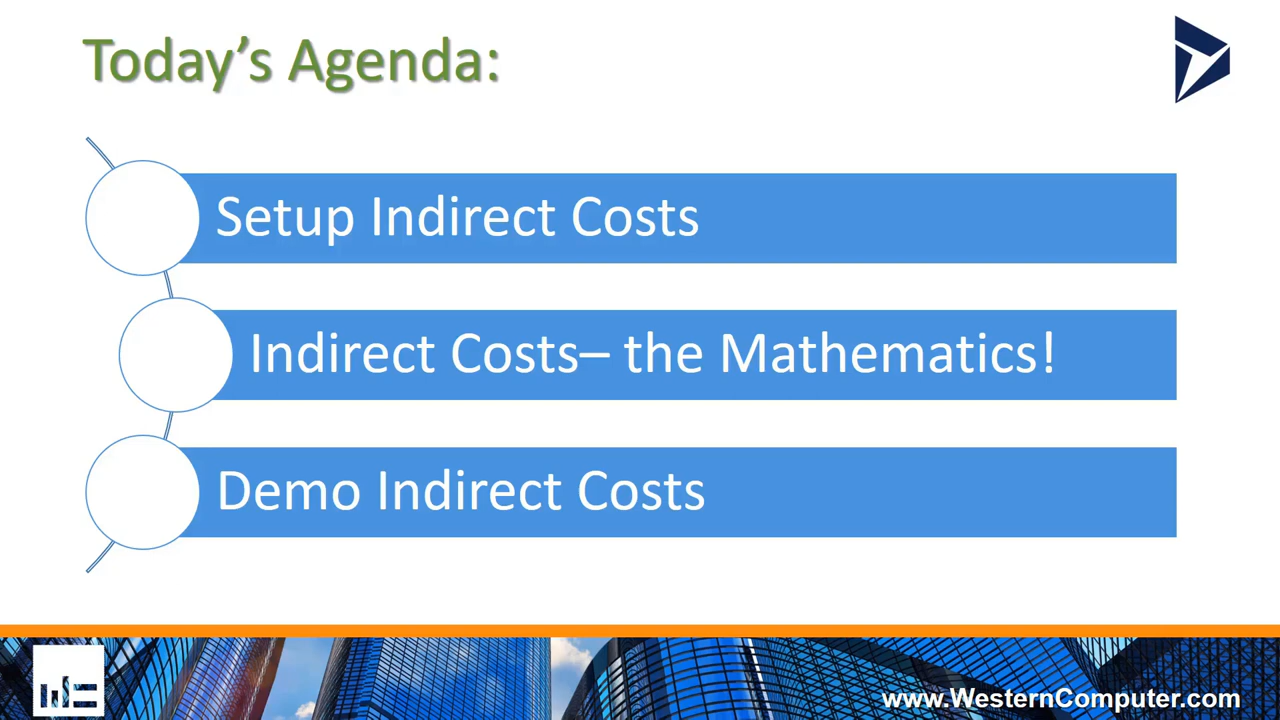 Today's Agenda:
Setup Indirect Costs
Indirect Costs– the Mathematics!
Demo Indirect Costs
www.WesternComputer.com